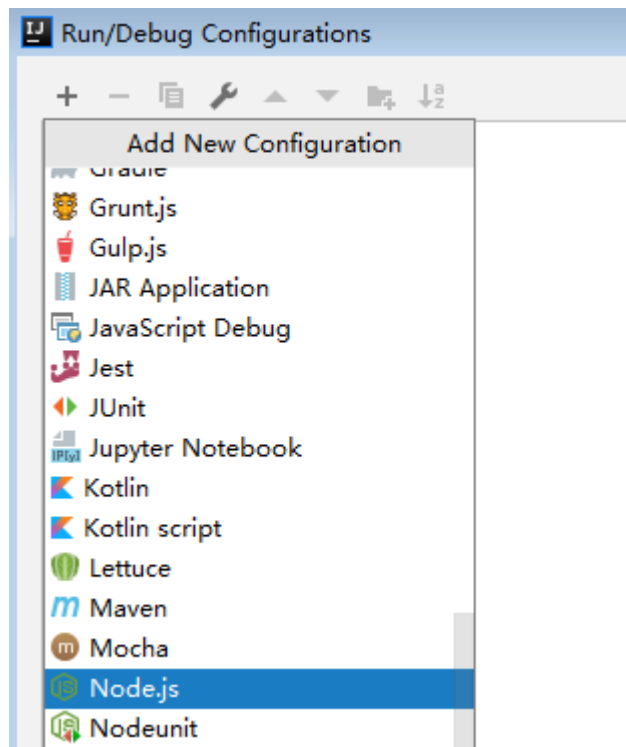 Run/Debug Configurations
Add New Configuration
Gradle
Grunt.js
Gulp.js
JAR Application
JavaScript Debug
Jest
JUnit
Jupyter Notebook
Kotlin
Kotlin script
Lettuce
Maven
Mocha
Node.js
Nodeunit